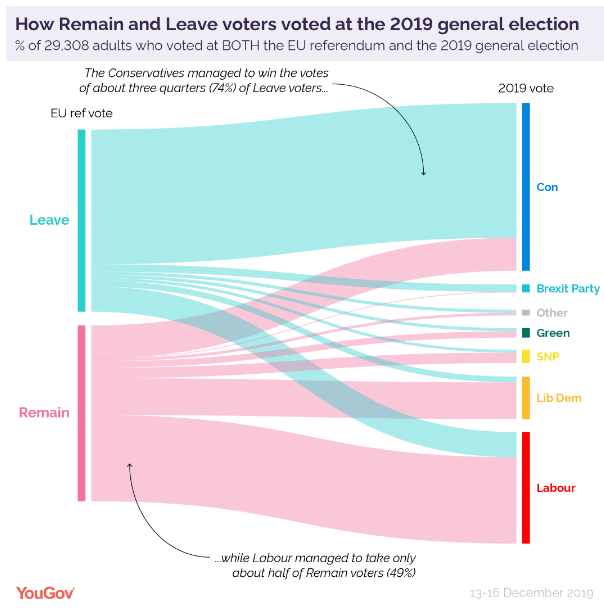 How Remain and Leave voters voted at the 2019 general election
% of 29,308 adults who voted at BOTH the EU referendum and the 2019 general election
The Conservatives managed to win the votes
of about three quarters (74%) of Leave voters...
2019 vote
EU ref vote
Con
Leave
Brexit Party
Other
Green
SNP
Lib Dem
Remain
Labour
...while Labour managed to take only
about half of Remain voters (49%)
YouGov
13-16 December 2019